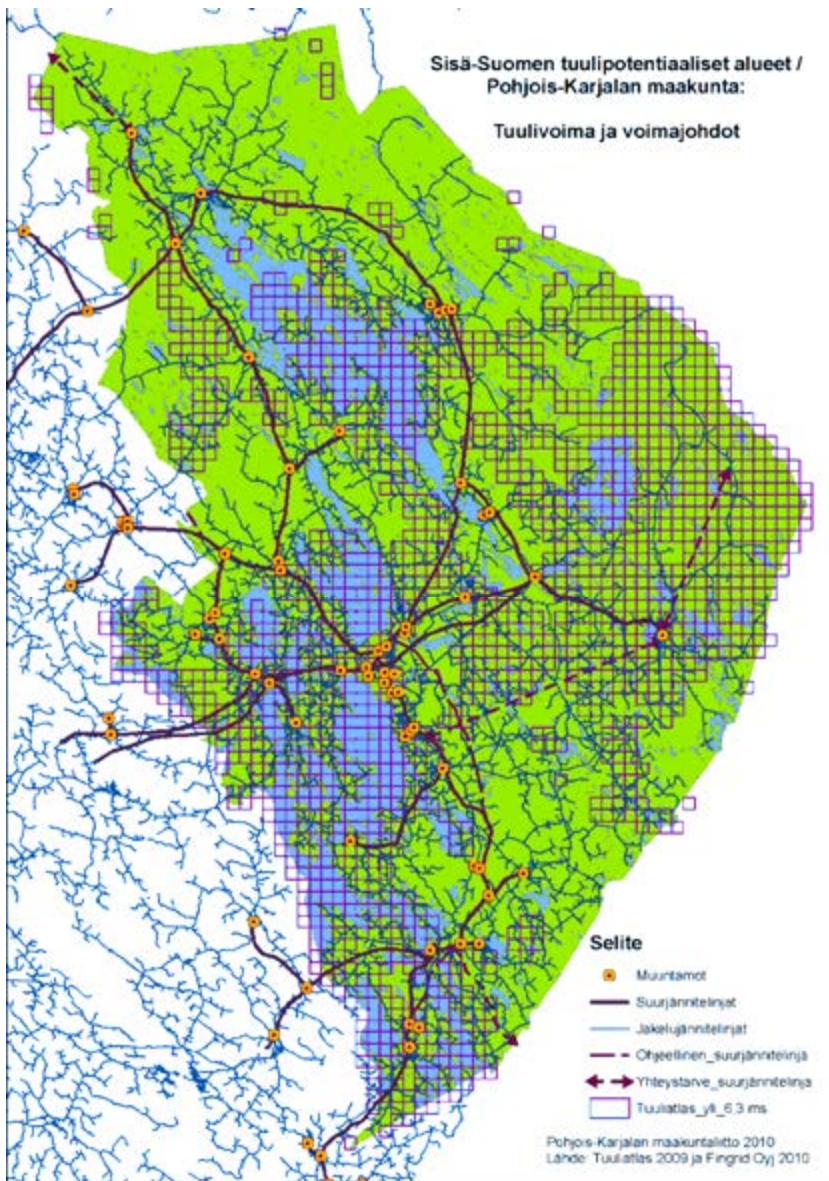 Sisä-Suomen tuulipotentiaaliset alueet /
Pohjois-Karjalan maakunta:
Tuulivoima ja voimajohdot
Selite
Muuntamot
Suurjännitelinjat
Jakelujännitelinjat
Ohjeellinen_suurjännitelinja
Yhteystarve_suurjännitelinja
Tuuliatlas_yli_6,3 ms
Pohjois-Karjalan maakuntaliitto 2010
Lähde: Tuuliatlas 2009 ja Fingrid Oyj 2010